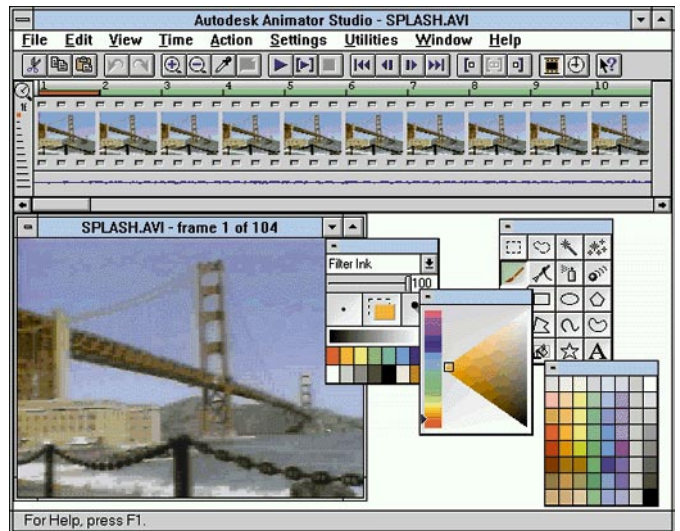 Autodesk Animator Studio - SPLASH.AVI
File Edit View Time Action Settings Utilities Window Help
1 2 3 4 5 6 7 8 9 10
1f
SPLASH.AVI - frame 1 of 104
Filter Ink
100
A
For Help, press F1.